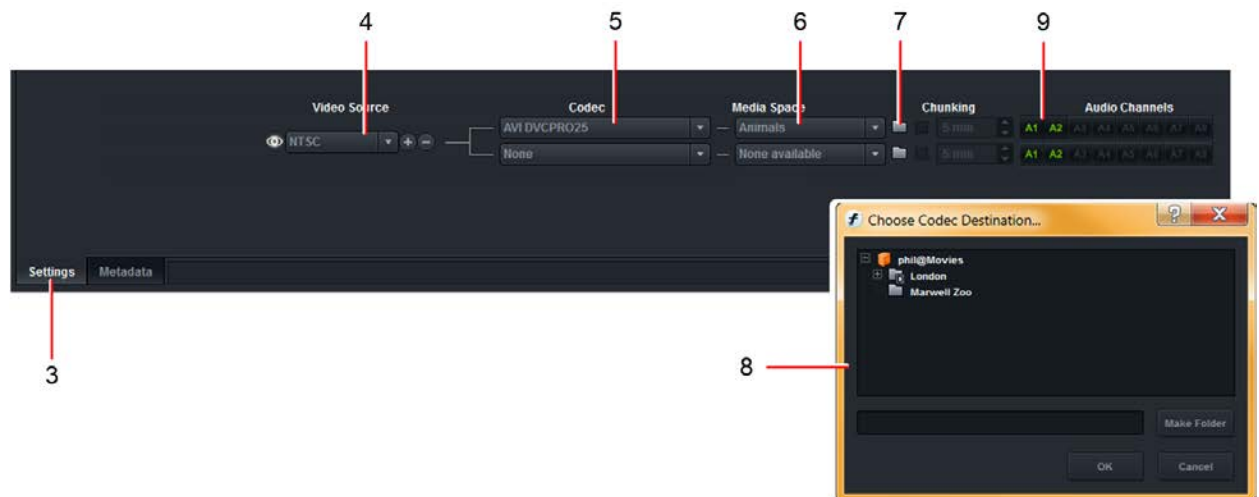 4 5 6 7 9
Video Source Codec Media Space Chunking Audio Channels
NTSC AVI DVCPRO25 Animals 5 min A1 A2 A3 A4 A5 A6 A7 A8
None None available 5 min A1 A2 A3 A4 A5 A6 A7 A8
Choose Codec Destination...
phil@Movies
London
Marwell Zoo
Settings Metadata
3
8
Make Folder
OK Cancel